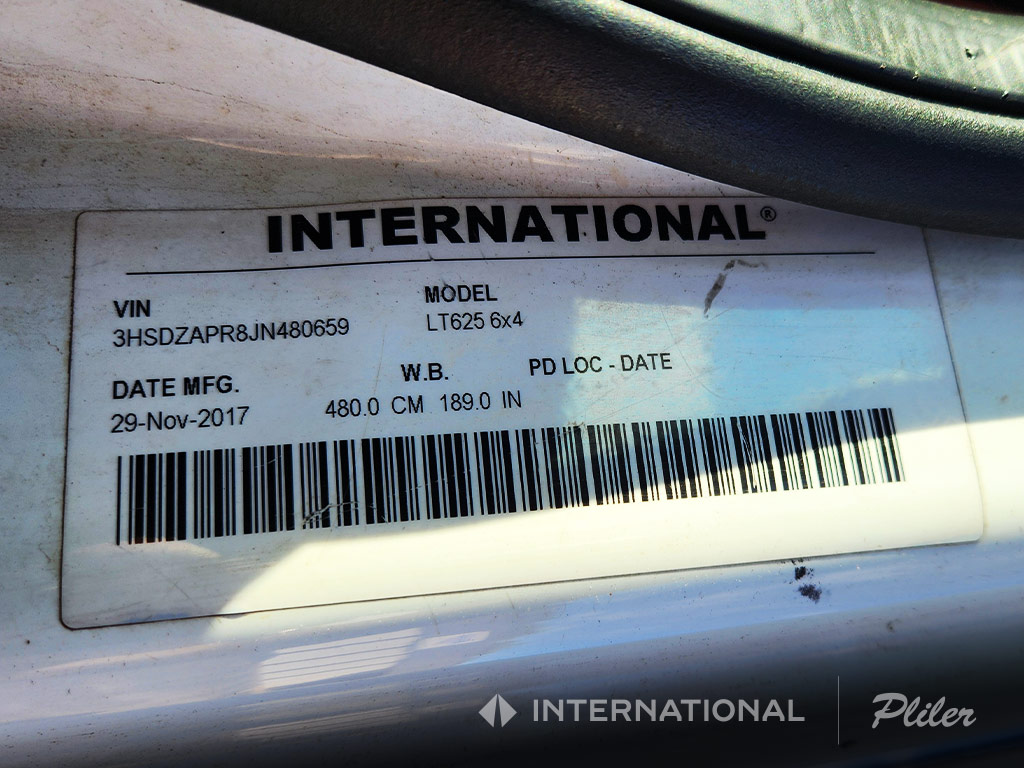 INTERNATIONAL®
VIN
3HSDZAPR8JN480659
MODEL
LT625 6x4
DATE MFG.
29-Nov-2017
W.B.
480.0 CM 189.0 IN
PD LOC - DATE
INTERNATIONAL
Pliler